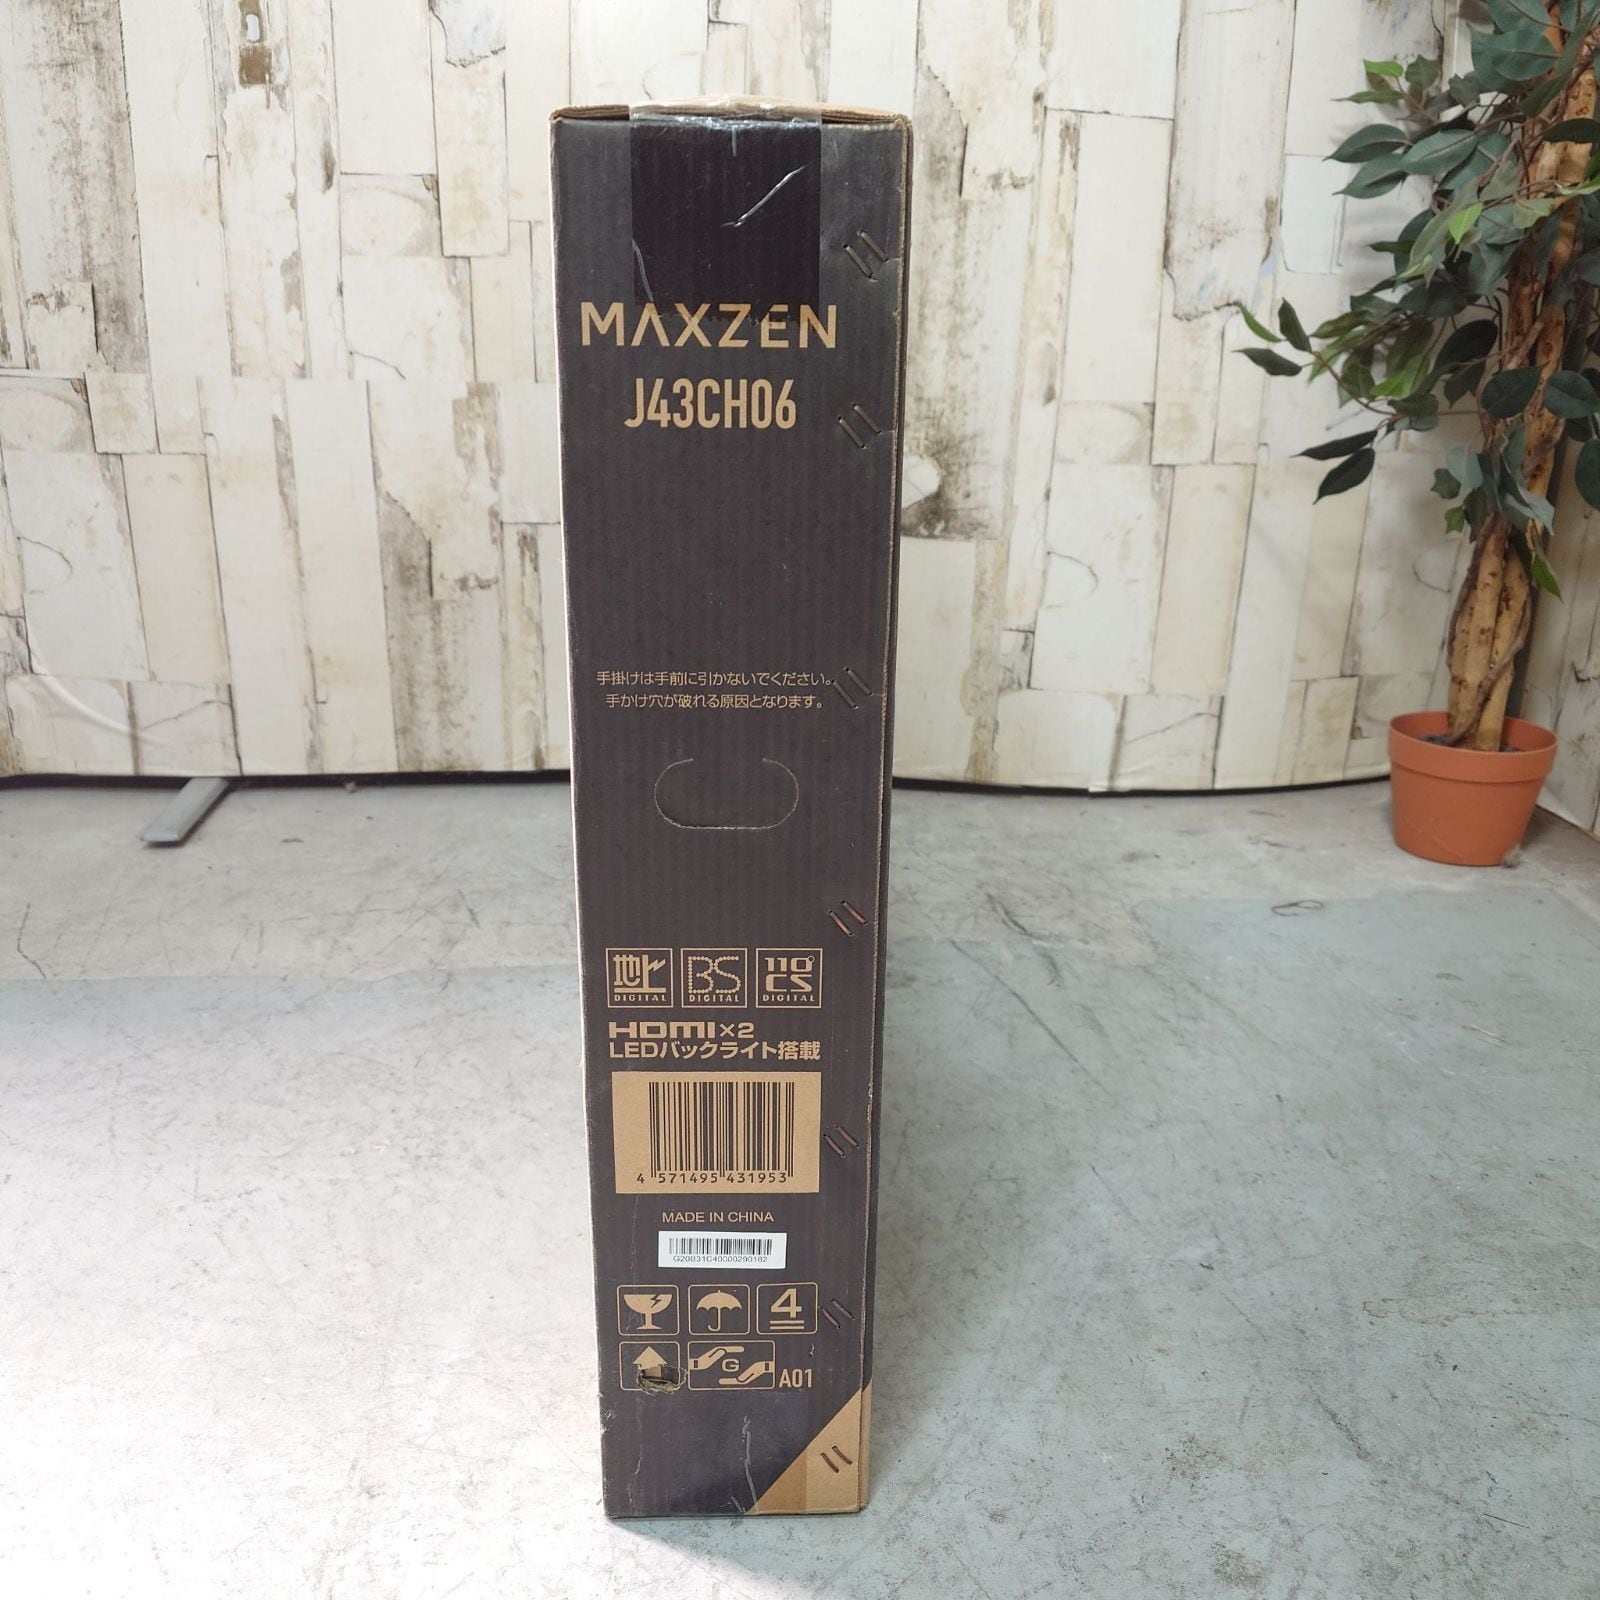 MAXZEN
J43CH06
手掛けは手前に引かないでください。
手かけ穴が破れる原因となります。
地上 DIGITAL
BS DIGITAL
110° CS DIGITAL
HDMI×2
LEDバックライト搭載
4 571495 431953
MADE IN CHINA
G20B31C40000290162
4
G A01